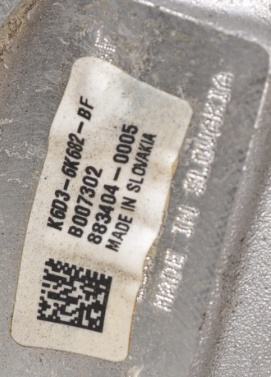 K6D3-6K682-BF
B007302
883404-0005
MADE IN SLOVAKIA
MADE IN SLOVAKIA